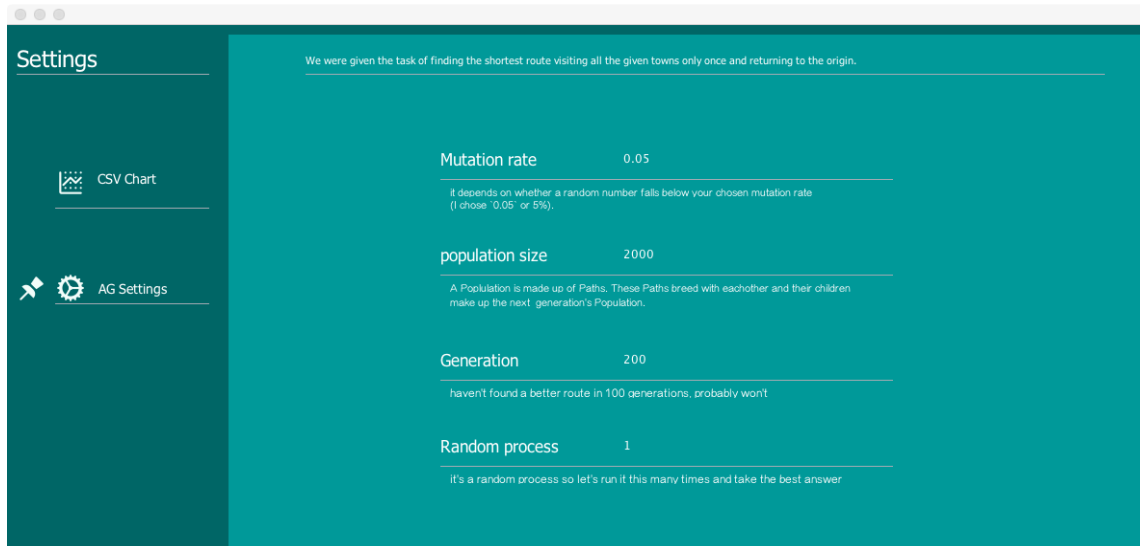 Settings
We were given the task of finding the shortest route visiting all the given towns only once and returning to the origin.
CSV Chart
AG Settings
Mutation rate 0.05
it depends on whether a random number falls below your chosen mutation rate
(I chose `0.05` or 5%).
population size 2000
A Poplulation is made up of Paths. These Paths breed with eachother and their children
make up the next generation's Population.
Generation 200
haven't found a better route in 100 generations, probably won't
Random process 1
it's a random process so let's run it this many times and take the best answer